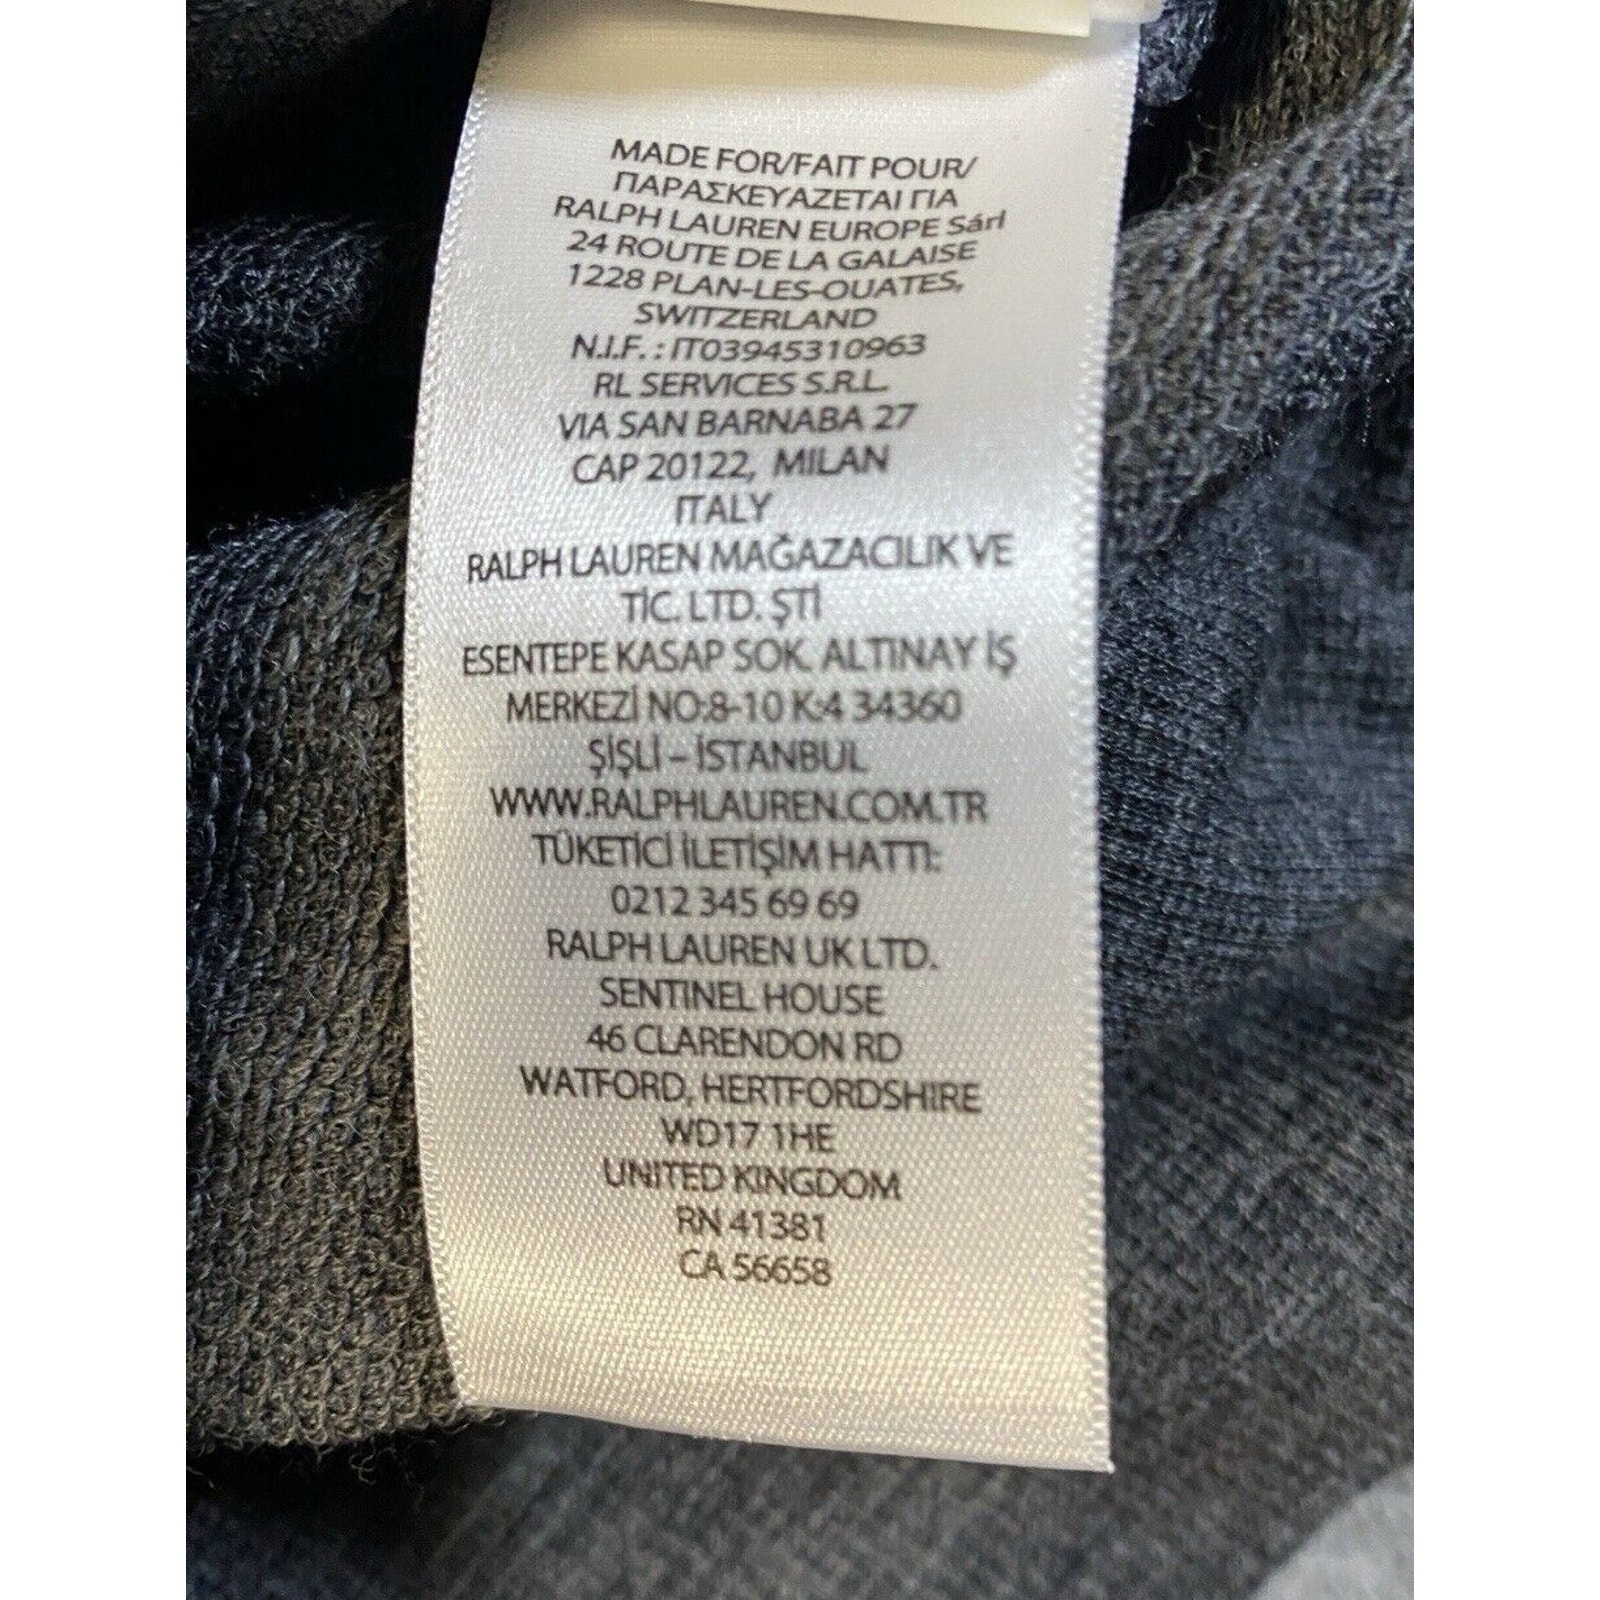 MADE FOR/FAIT POUR/
ΠΑΡΑΣΚΕΥΑΖΕΤΑΙ ΓΙΑ
RALPH LAUREN EUROPE Sárl
24 ROUTE DE LA GALAISE
1228 PLAN-LES-OUATES,
SWITZERLAND
N.I.F. : IT03945310963
RL SERVICES S.R.L.
VIA SAN BARNABA 27
CAP 20122, MILAN
ITALY
RALPH LAUREN MAĞAZACILIK VE
TİC. LTD. ŞTİ
ESENTEPE KASAP SOK. ALTINAY İŞ
MERKEZİ NO:8-10 K:4 34360
ŞİŞLİ – İSTANBUL
WWW.RALPHLAUREN.COM.TR
TÜKETİCİ İLETİŞİM HATTI:
0212 345 69 69
RALPH LAUREN UK LTD.
SENTINEL HOUSE
46 CLARENDON RD
WATFORD, HERTFORDSHIRE
WD17 1HE
UNITED KINGDOM
RN 41381
CA 56658